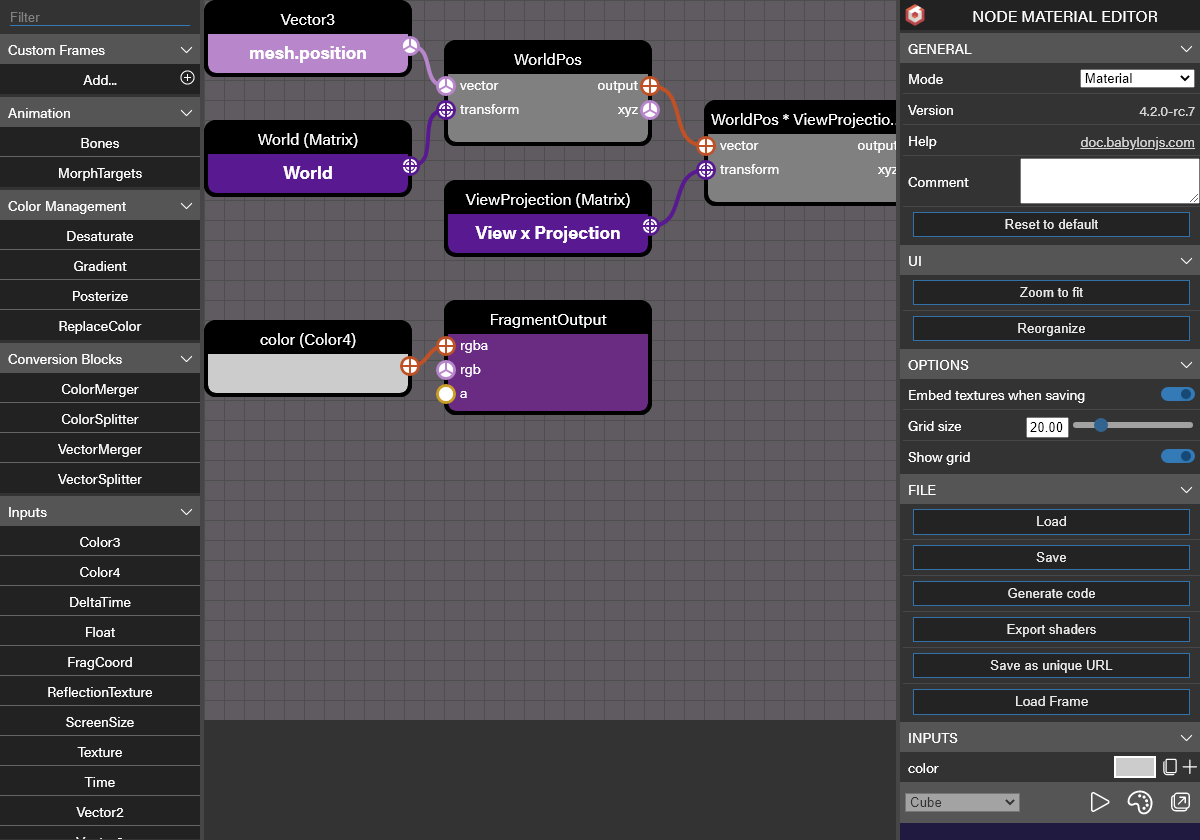 Filter
Custom Frames
Add...
Animation
Bones
MorphTargets
Color Management
Desaturate
Gradient
Posterize
ReplaceColor
Conversion Blocks
ColorMerger
ColorSplitter
VectorMerger
VectorSplitter
Inputs
Color3
Color4
DeltaTime
Float
FragCoord
ReflectionTexture
ScreenSize
Texture
Time
Vector2
Vector3
mesh.position
World (Matrix)
World
color (Color4)
WorldPos
vector output
transform xyz
ViewProjection (Matrix)
View x Projection
FragmentOutput
rgba
rgb
a
WorldPos * ViewProjectio...
vector output
transform xyz
NODE MATERIAL EDITOR
GENERAL
Mode Material
Version 4.2.0-rc.7
Help doc.babylonjs.com
Comment
Reset to default
UI
Zoom to fit
Reorganize
OPTIONS
Embed textures when saving
Grid size 20.00
Show grid
FILE
Load
Save
Generate code
Export shaders
Save as unique URL
Load Frame
INPUTS
color
Cube